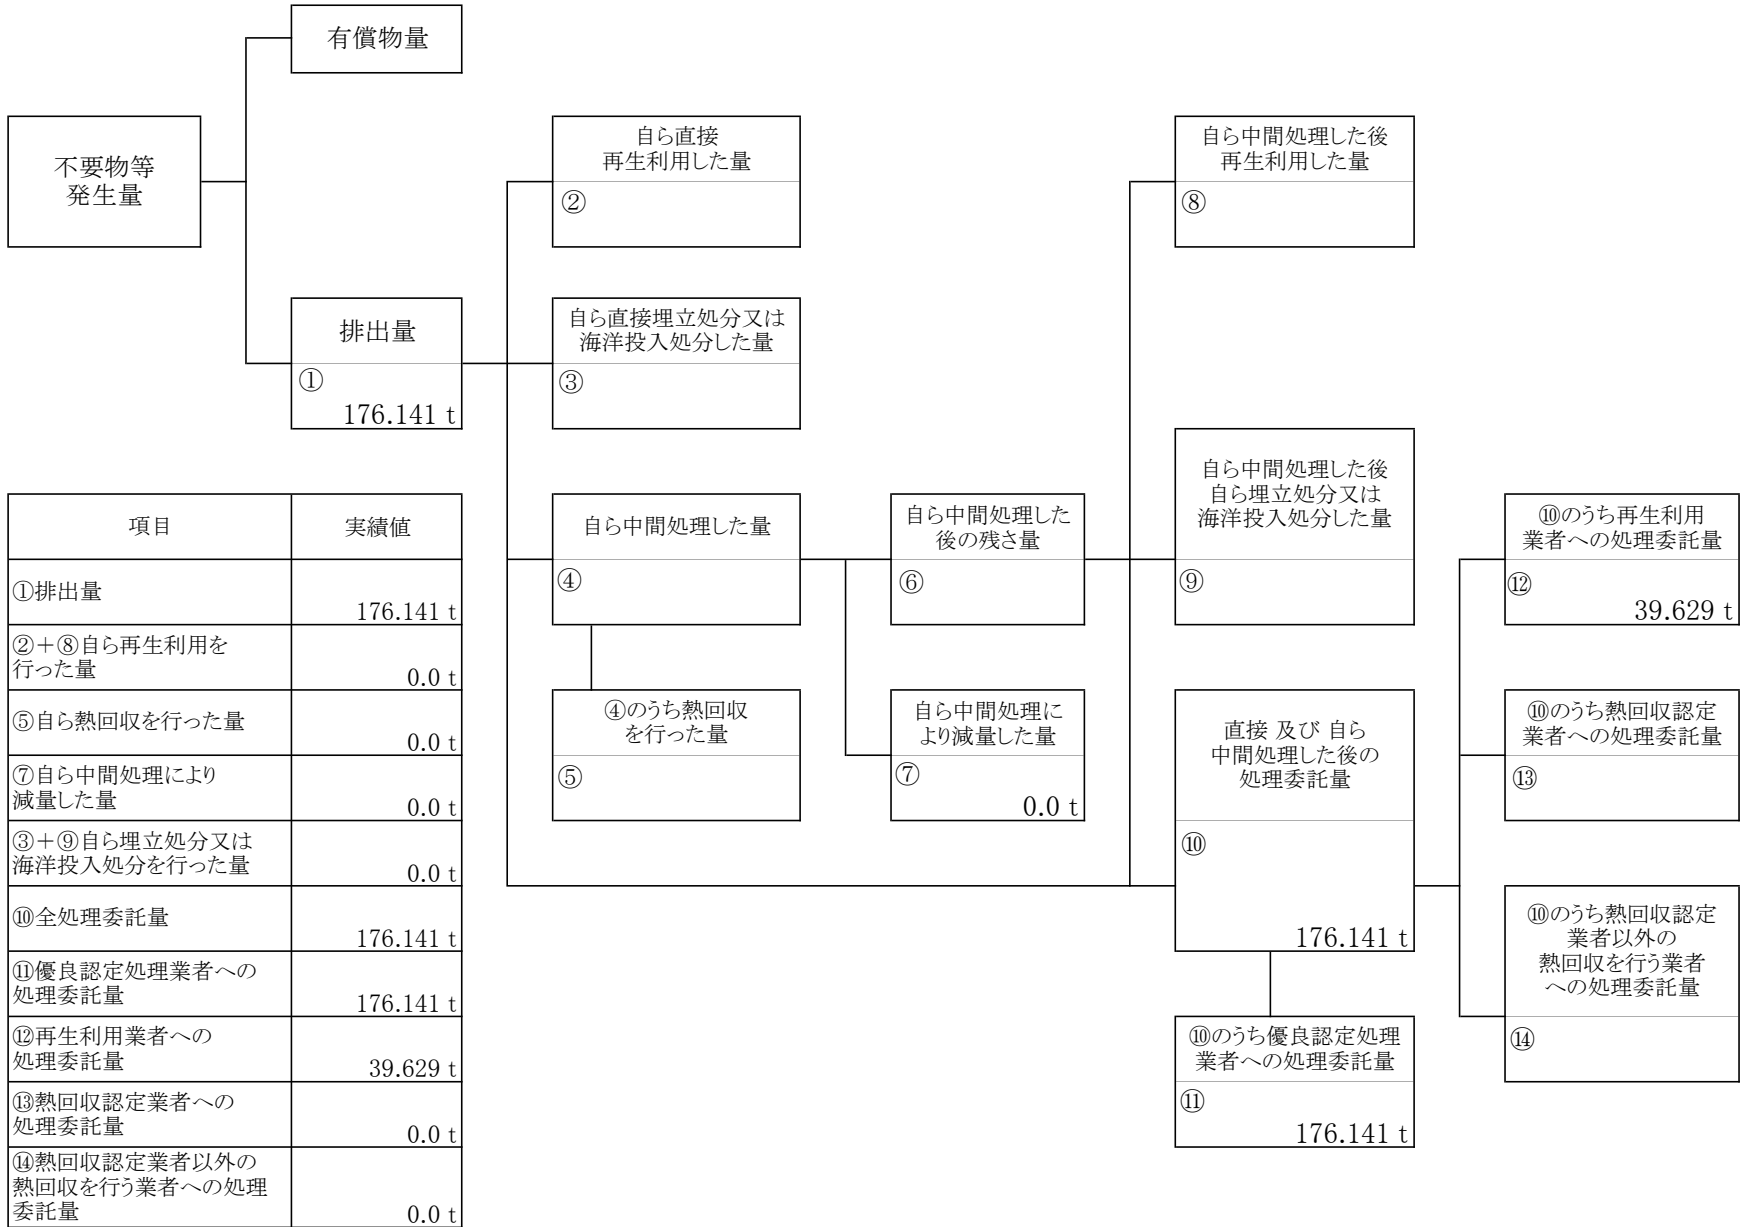 有償物量
不要物等
発生量
自ら直接
再生利用した量
②
自ら中間処理した後
再生利用した量
⑧
排出量
①
176.141 t
自ら直接埋立処分又は
海洋投入処分した量
③
自ら中間処理した量
④
自ら中間処理した
後の残さ量
⑥
自ら中間処理した後
自ら埋立処分又は
海洋投入処分した量
⑨
⑩のうち再生利用
業者への処理委託量
⑫
39.629 t
④のうち熱回収
を行った量
⑤
自ら中間処理に
より減量した量
⑦
0.0 t
直接 及び 自ら
中間処理した後の
処理委託量
⑩
176.141 t
⑩のうち熱回収認定
業者への処理委託量
⑬
⑩のうち熱回収認定
業者以外の
熱回収を行う業者
への処理委託量
⑭
⑩のうち優良認定処理
業者への処理委託量
⑪
176.141 t
項目 実績値
①排出量
176.141 t
②+⑧自ら再生利用を
行った量
0.0 t
⑤自ら熱回収を行った量
0.0 t
⑦自ら中間処理により
減量した量
0.0 t
③+⑨自ら埋立処分又は
海洋投入処分を行った量
0.0 t
⑩全処理委託量
176.141 t
⑪優良認定処理業者への
処理委託量
176.141 t
⑫再生利用業者への
処理委託量
39.629 t
⑬熱回収認定業者への
処理委託量
0.0 t
⑭熱回収認定業者以外の
熱回収を行う業者への処理
委託量
0.0 t